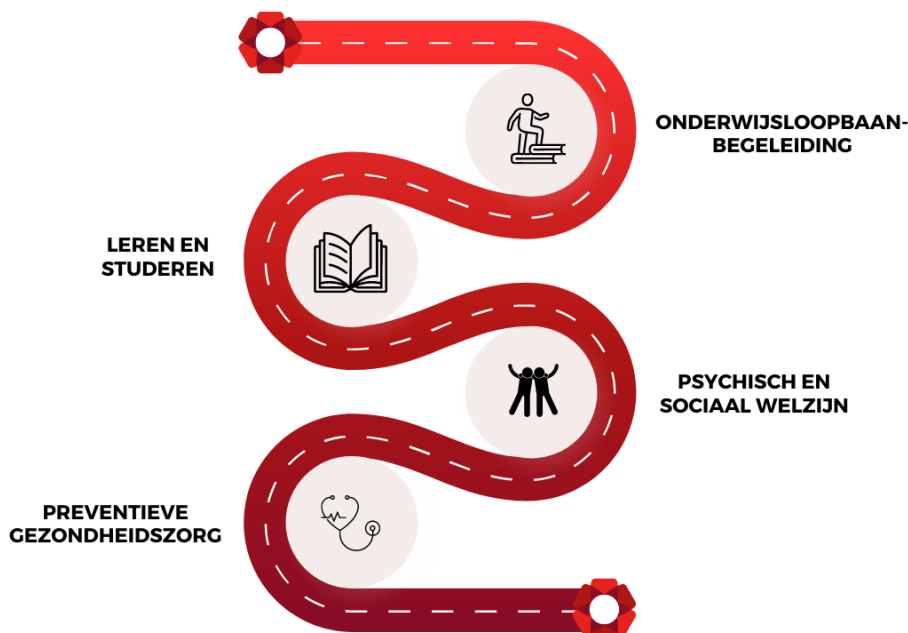 ONDERWIJSLOOPBAAN-
BEGELEIDING
LEREN EN
STUDEREN
PSYCHISCH EN
SOCIAAL WELZIJN
PREVENTIEVE
GEZONDHEIDSZORG